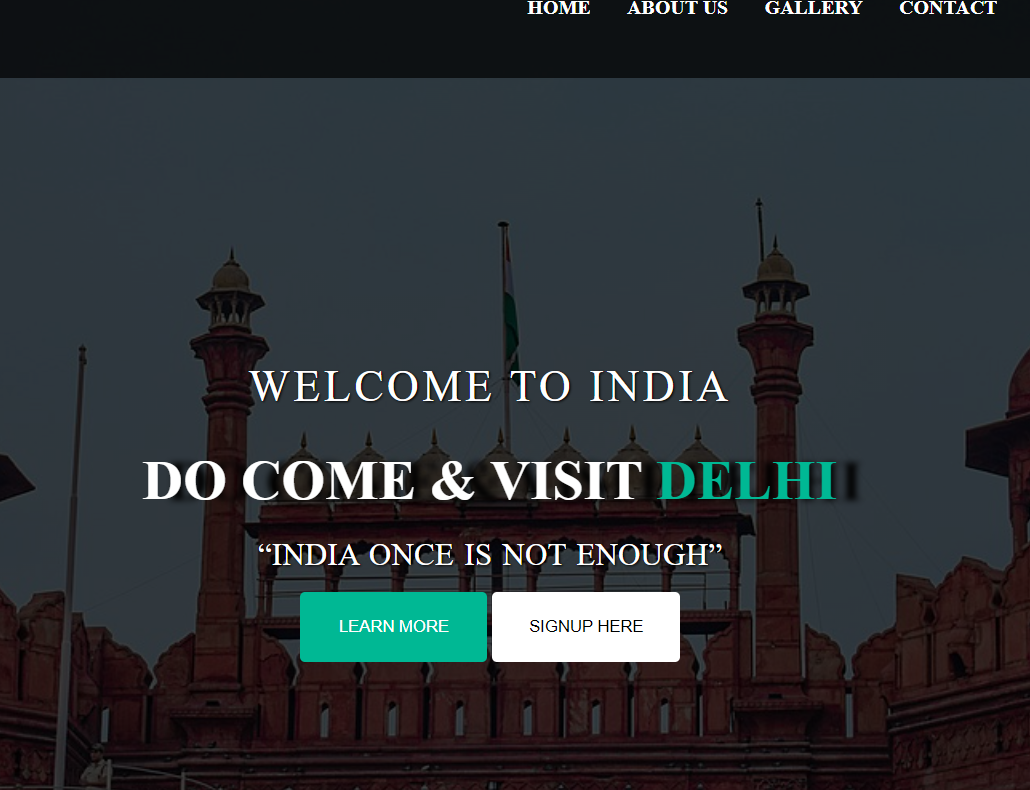 HOME ABOUT US GALLERY CONTACT
WELCOME TO INDIA
DO COME & VISIT DELHI
“INDIA ONCE IS NOT ENOUGH”
LEARN MORE SIGNUP HERE